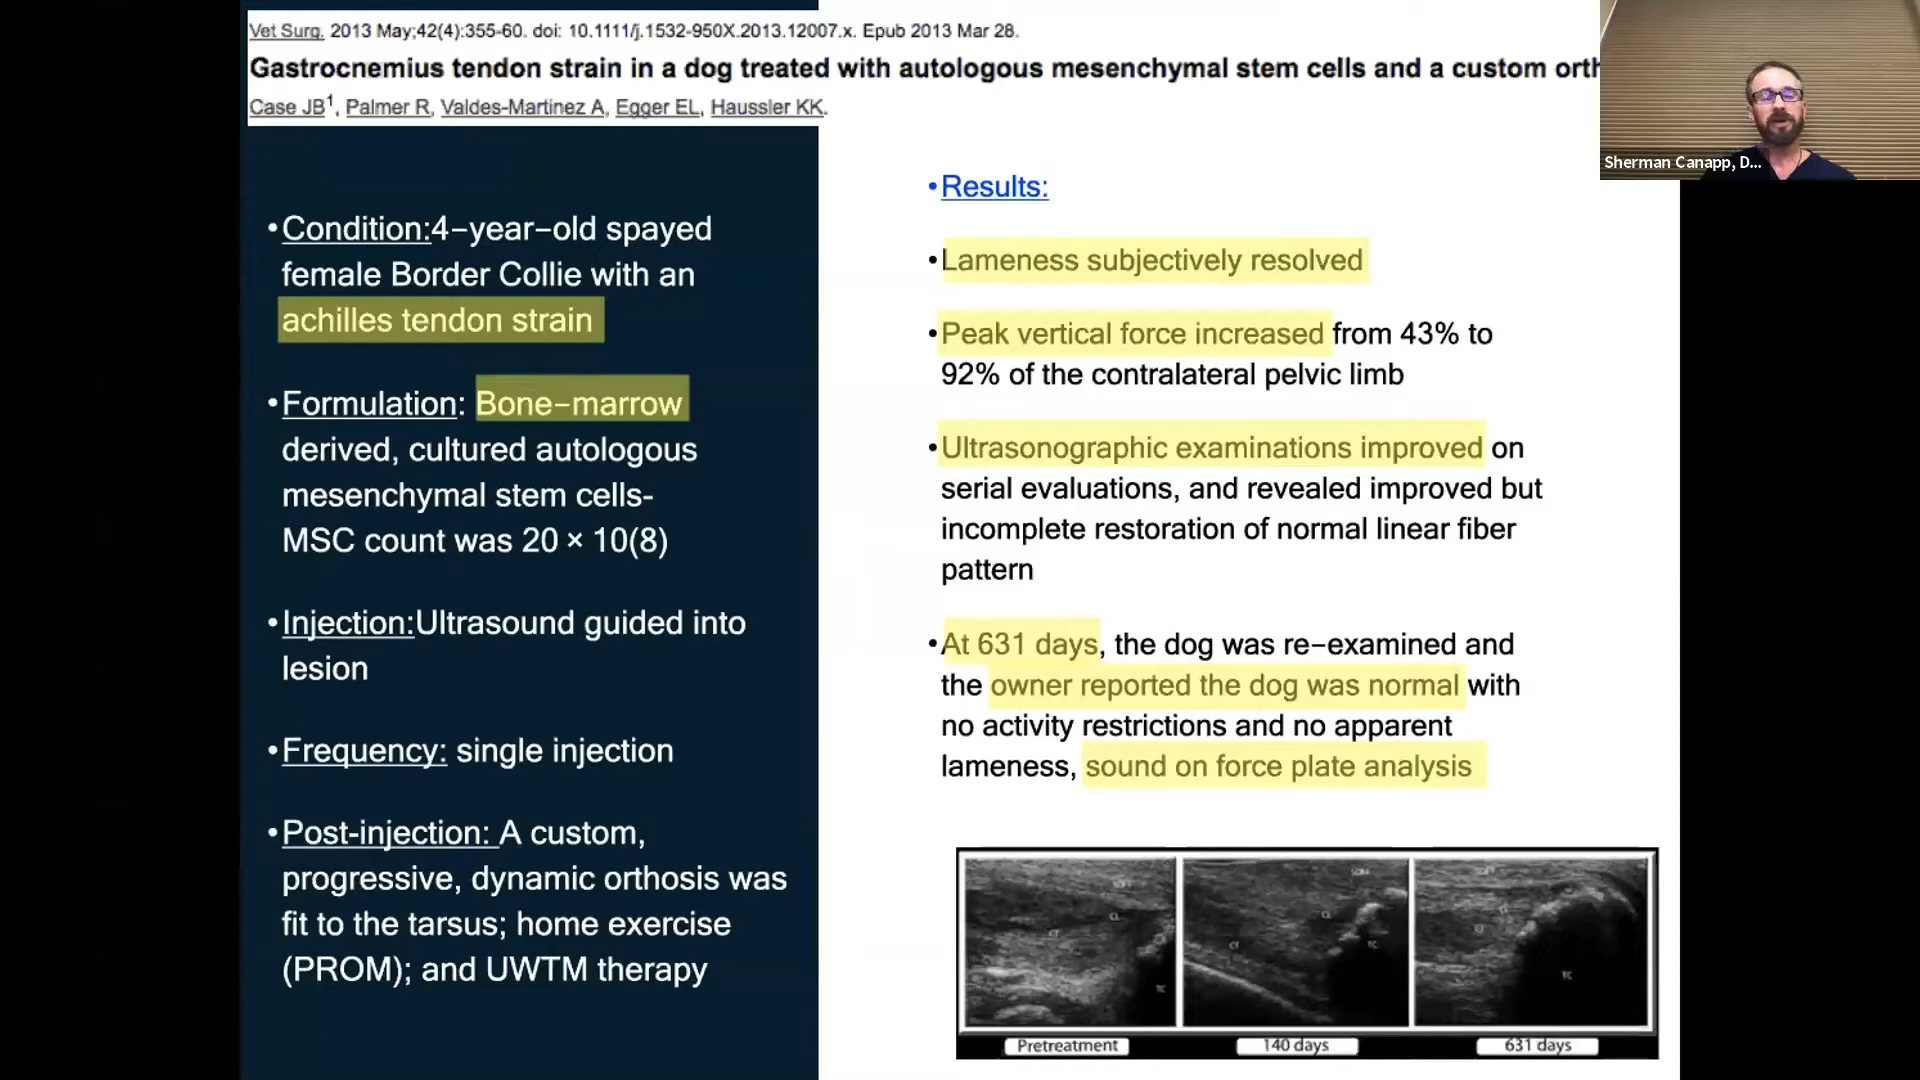 Vet Surg. 2013 May;42(4):355-60. doi: 10.1111/j.1532-950X.2013.12007.x. Epub 2013 Mar 28.
Gastrocnemius tendon strain in a dog treated with autologous mesenchymal stem cells and a custom orth
Case JB1, Palmer R, Valdes-Martinez A, Egger EL, Haussler KK.
Sherman Canapp, D...
•Condition:4-year-old spayed
female Border Collie with an
achilles tendon strain
•Formulation: Bone-marrow
derived, cultured autologous
mesenchymal stem cells-
MSC count was 20 × 10(8)
•Injection:Ultrasound guided into
lesion
•Frequency: single injection
•Post-injection: A custom,
progressive, dynamic orthosis was
fit to the tarsus; home exercise
(PROM); and UWTM therapy
•Results:
•Lameness subjectively resolved
•Peak vertical force increased from 43% to
92% of the contralateral pelvic limb
•Ultrasonographic examinations improved on
serial evaluations, and revealed improved but
incomplete restoration of normal linear fiber
pattern
•At 631 days, the dog was re-examined and
the owner reported the dog was normal with
no activity restrictions and no apparent
lameness, sound on force plate analysis
Pretreatment
140 days
631 days